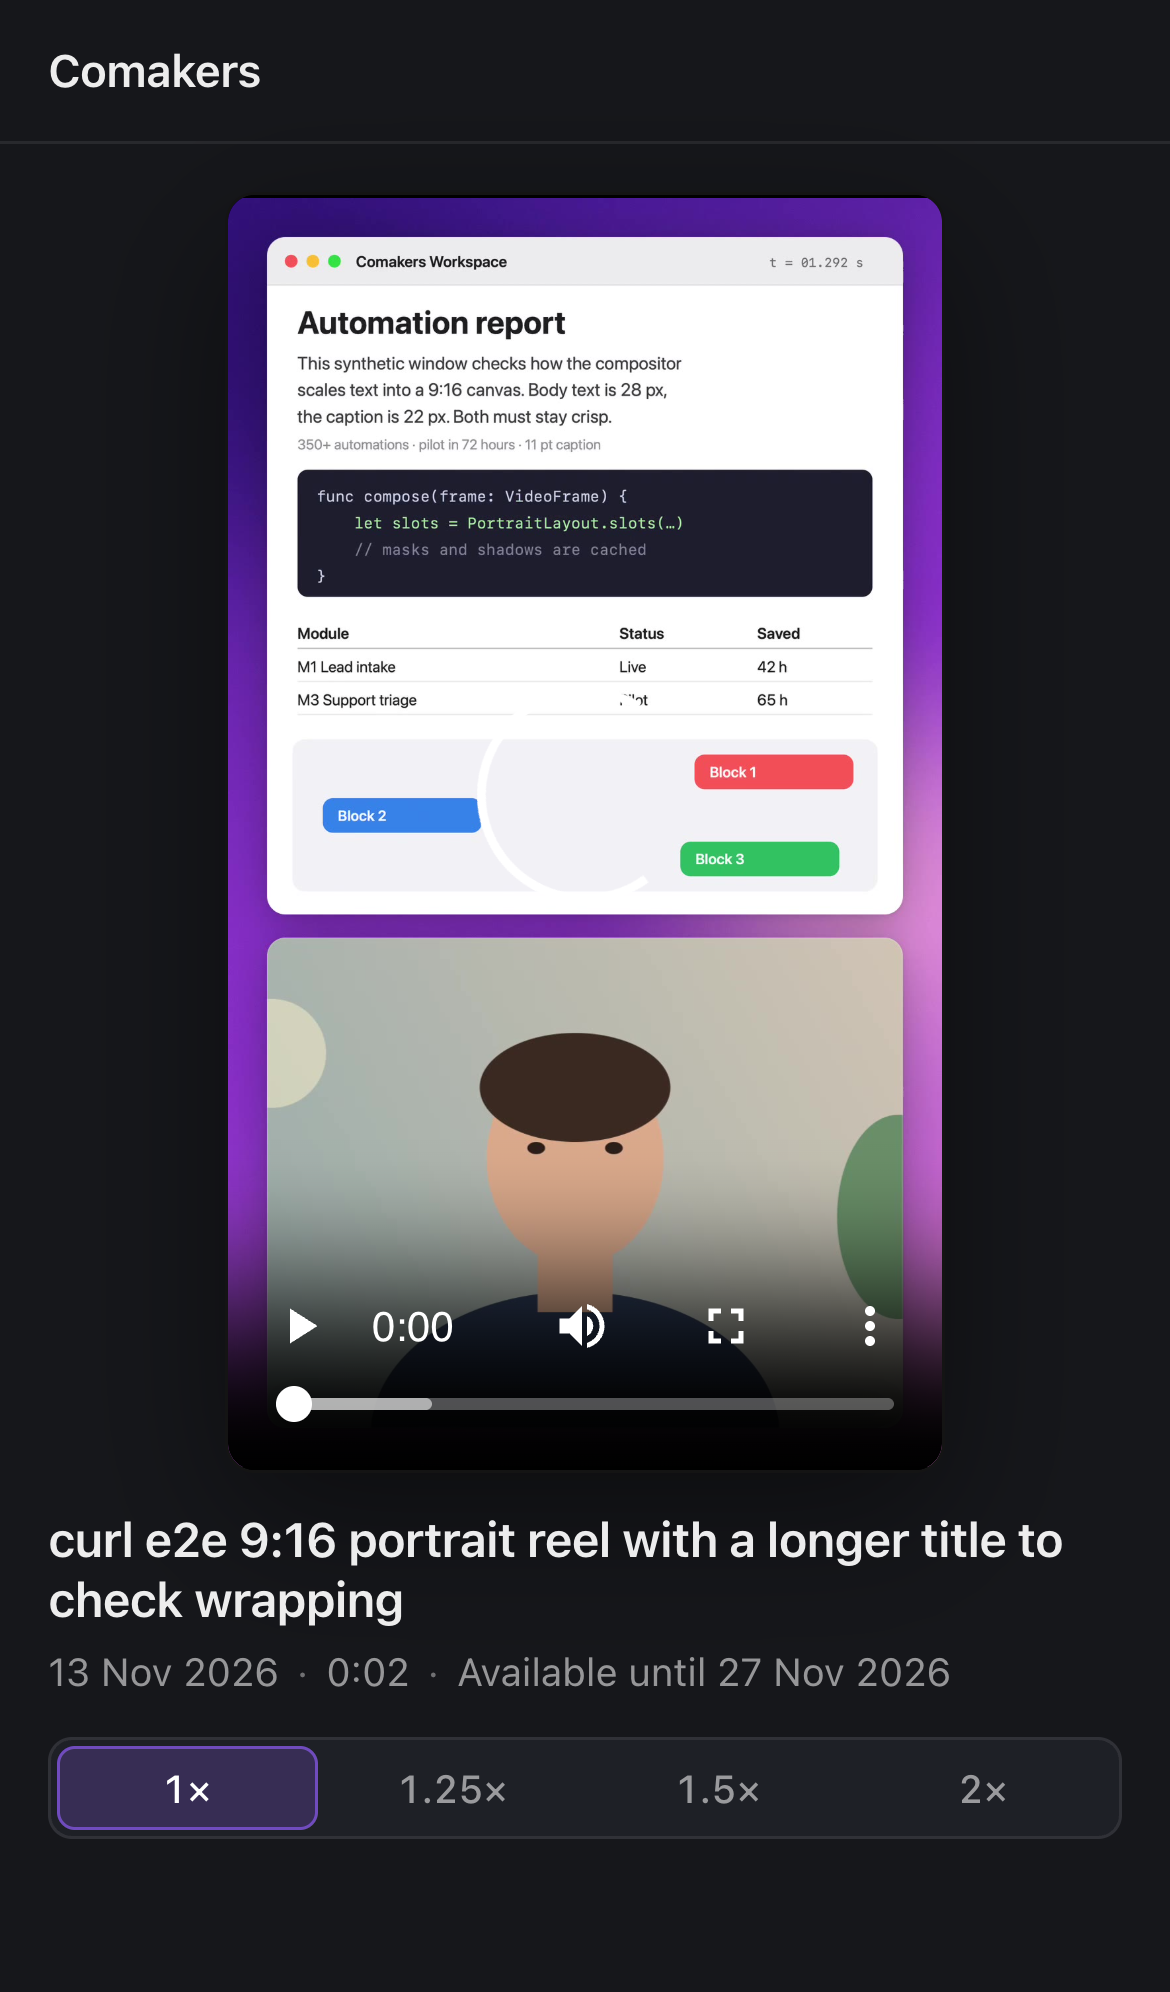 Comakers
Comakers Workspace
t = 01.292 s
Automation report
This synthetic window checks how the compositor
scales text into a 9:16 canvas. Body text is 28 px,
the caption is 22 px. Both must stay crisp.
350+ automations · pilot in 72 hours · 11 pt caption
func compose(frame: VideoFrame) {
let slots = PortraitLayout.slots(…)
// masks and shadows are cached
}
Module Status Saved
M1 Lead intake Live 42 h
M3 Support triage 65 h
Block 1
Block 2
Block 3
0:00
curl e2e 9:16 portrait reel with a longer title to
check wrapping
13 Nov 2026 · 0:02 · Available until 27 Nov 2026
1× 1.25× 1.5× 2×